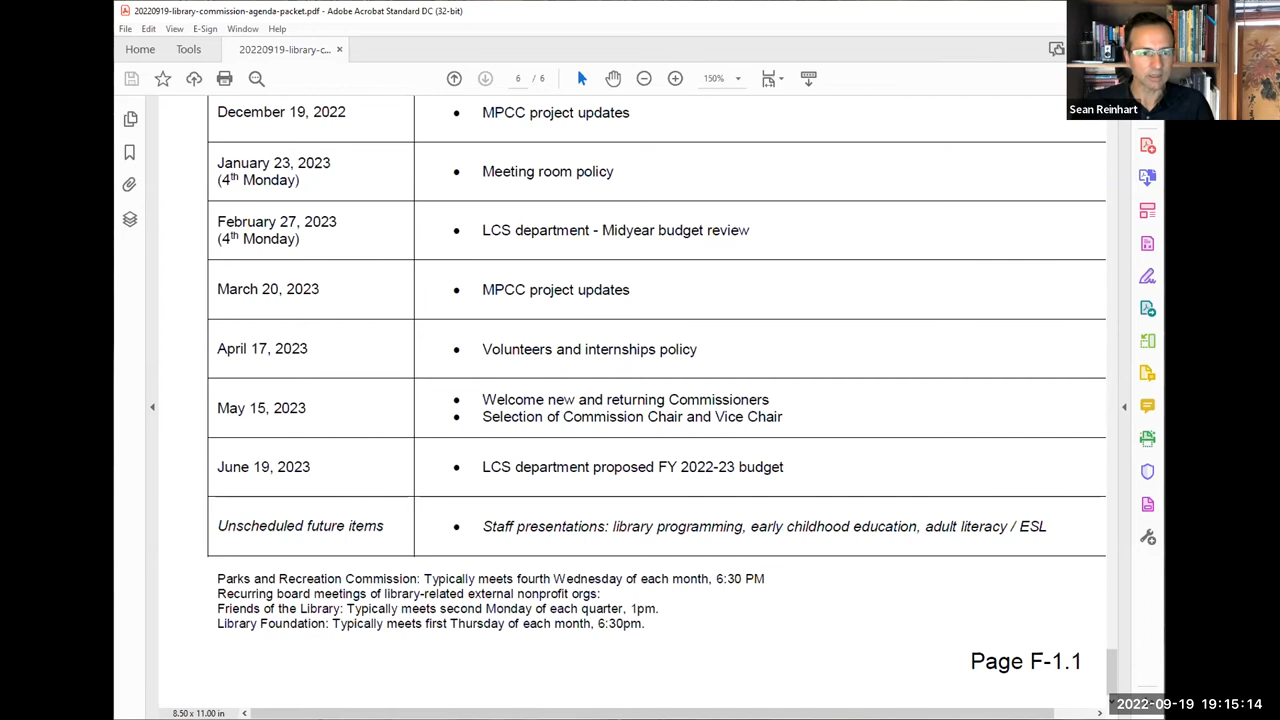 20220919-library-commission-agenda-packet.pdf - Adobe Acrobat Standard DC (32-bit)
File Edit View E-Sign Window Help
Home Tools 20220919-library-c... ×
6 / 6 150%
Sean Reinhart
December 19, 2022 • MPCC project updates
January 23, 2023
(4th Monday) • Meeting room policy
February 27, 2023
(4th Monday) • LCS department - Midyear budget review
March 20, 2023 • MPCC project updates
April 17, 2023 • Volunteers and internships policy
May 15, 2023 • Welcome new and returning Commissioners
• Selection of Commission Chair and Vice Chair
June 19, 2023 • LCS department proposed FY 2022-23 budget
Unscheduled future items • Staff presentations: library programming, early childhood education, adult literacy / ESL
Parks and Recreation Commission: Typically meets fourth Wednesday of each month, 6:30 PM
Recurring board meetings of library-related external nonprofit orgs:
Friends of the Library: Typically meets second Monday of each quarter, 1pm.
Library Foundation: Typically meets first Thursday of each month, 6:30pm.
Page F-1.1
8.50 x 11.00 in
2022-09-19 19:15:14